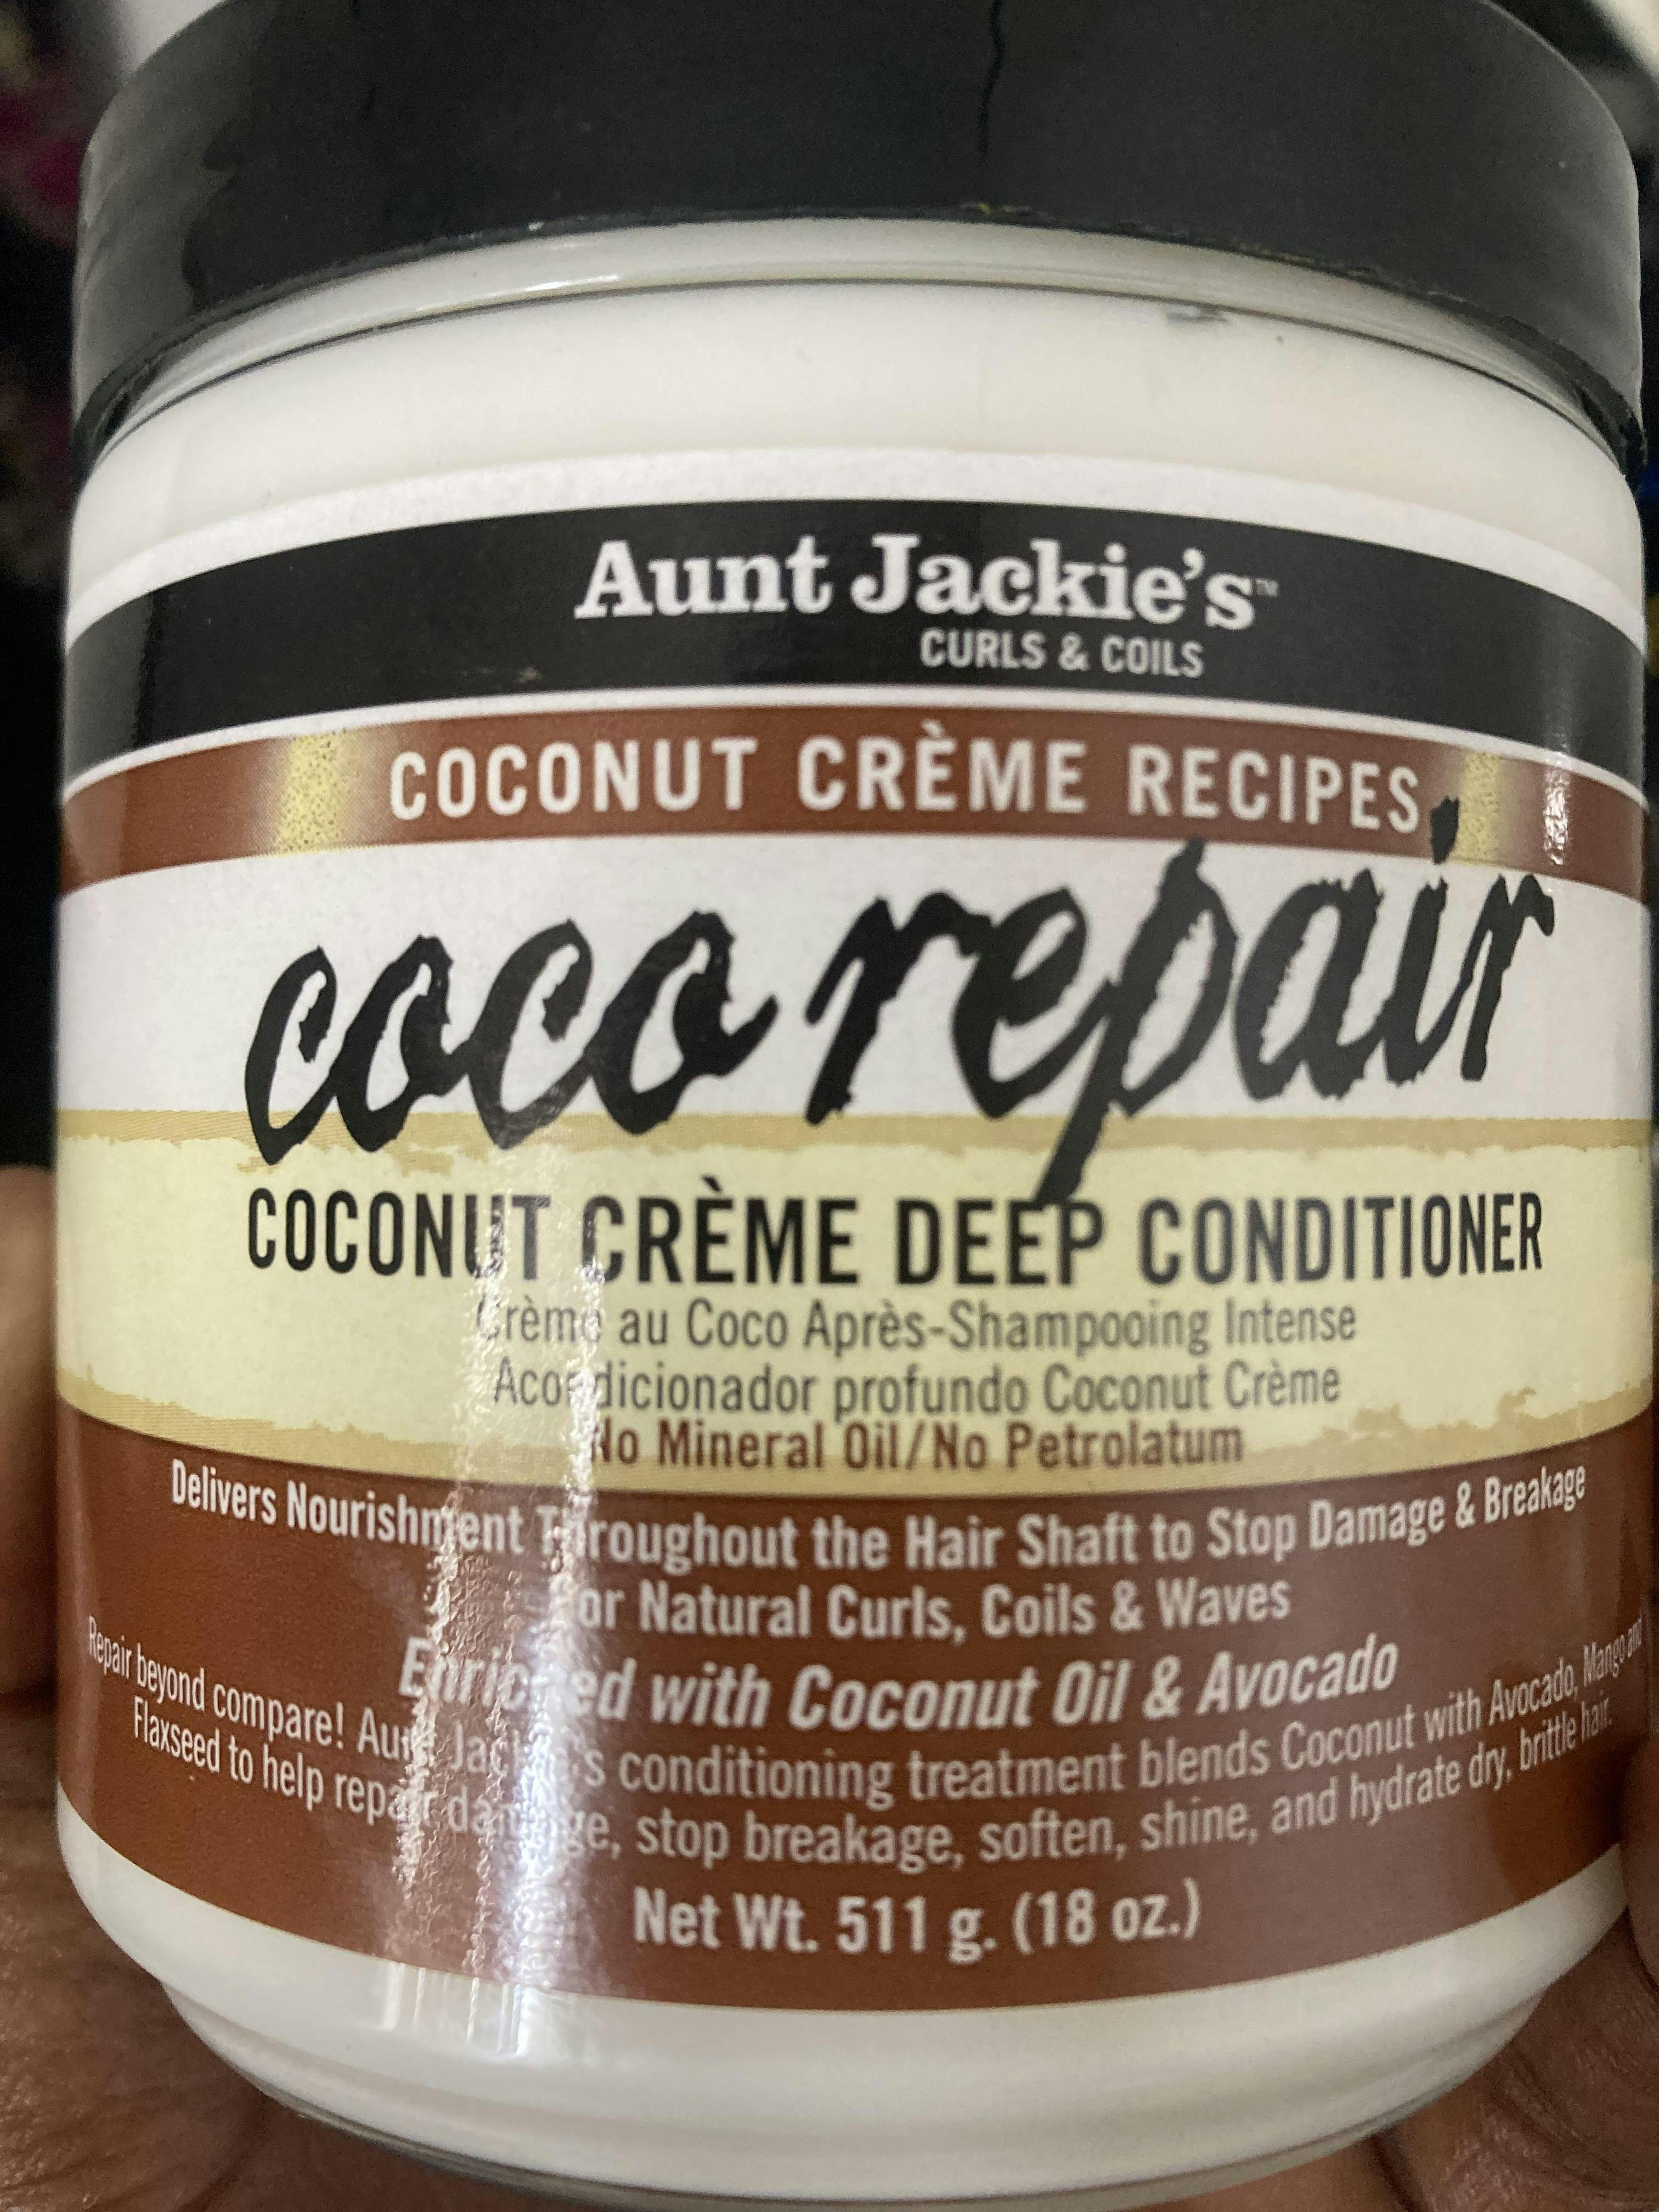 Aunt Jackie's™
CURLS & COILS
COCONUT CRÈME RECIPES
coco repair
COCONUT CRÈME DEEP CONDITIONER
Crème au Coco Après-Shampooing Intense
Acondicionador profundo Coconut Crème
No Mineral Oil/No Petrolatum
Delivers Nourishment Throughout the Hair Shaft to Stop Damage & Breakage
for Natural Curls, Coils & Waves
Enriched with Coconut Oil & Avocado
Repair beyond compare! Aunt Jackie's conditioning treatment blends Coconut with Avocado, Mango and
Flaxseed to help repair damage, stop breakage, soften, shine, and hydrate dry, brittle hair.
Net Wt. 511 g. (18 oz.)